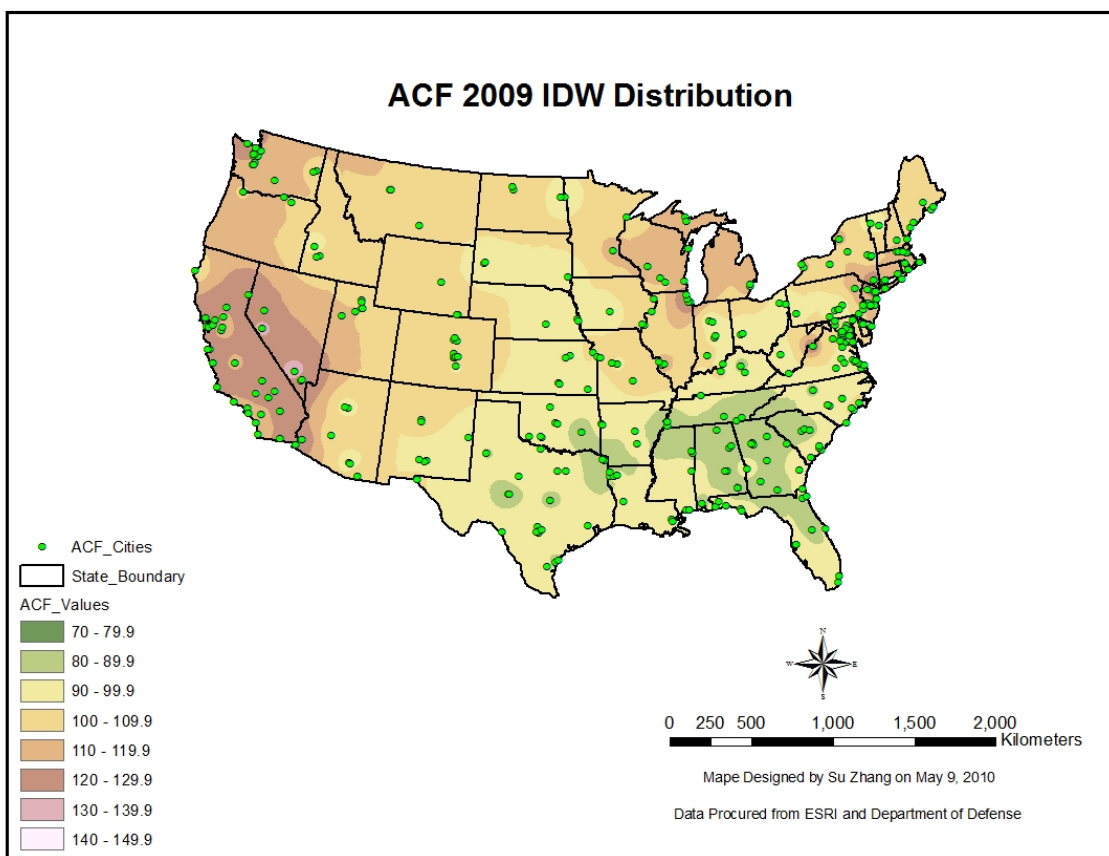 ACF 2009 IDW Distribution
ACF_Cities
State_Boundary
ACF_Values
70 - 79.9
80 - 89.9
90 - 99.9
100 - 109.9
110 - 119.9
120 - 129.9
130 - 139.9
140 - 149.9
N
W
E
S
0 250 500 1,000 1,500 2,000
Kilometers
Mape Designed by Su Zhang on May 9, 2010
Data Procured from ESRI and Department of Defense